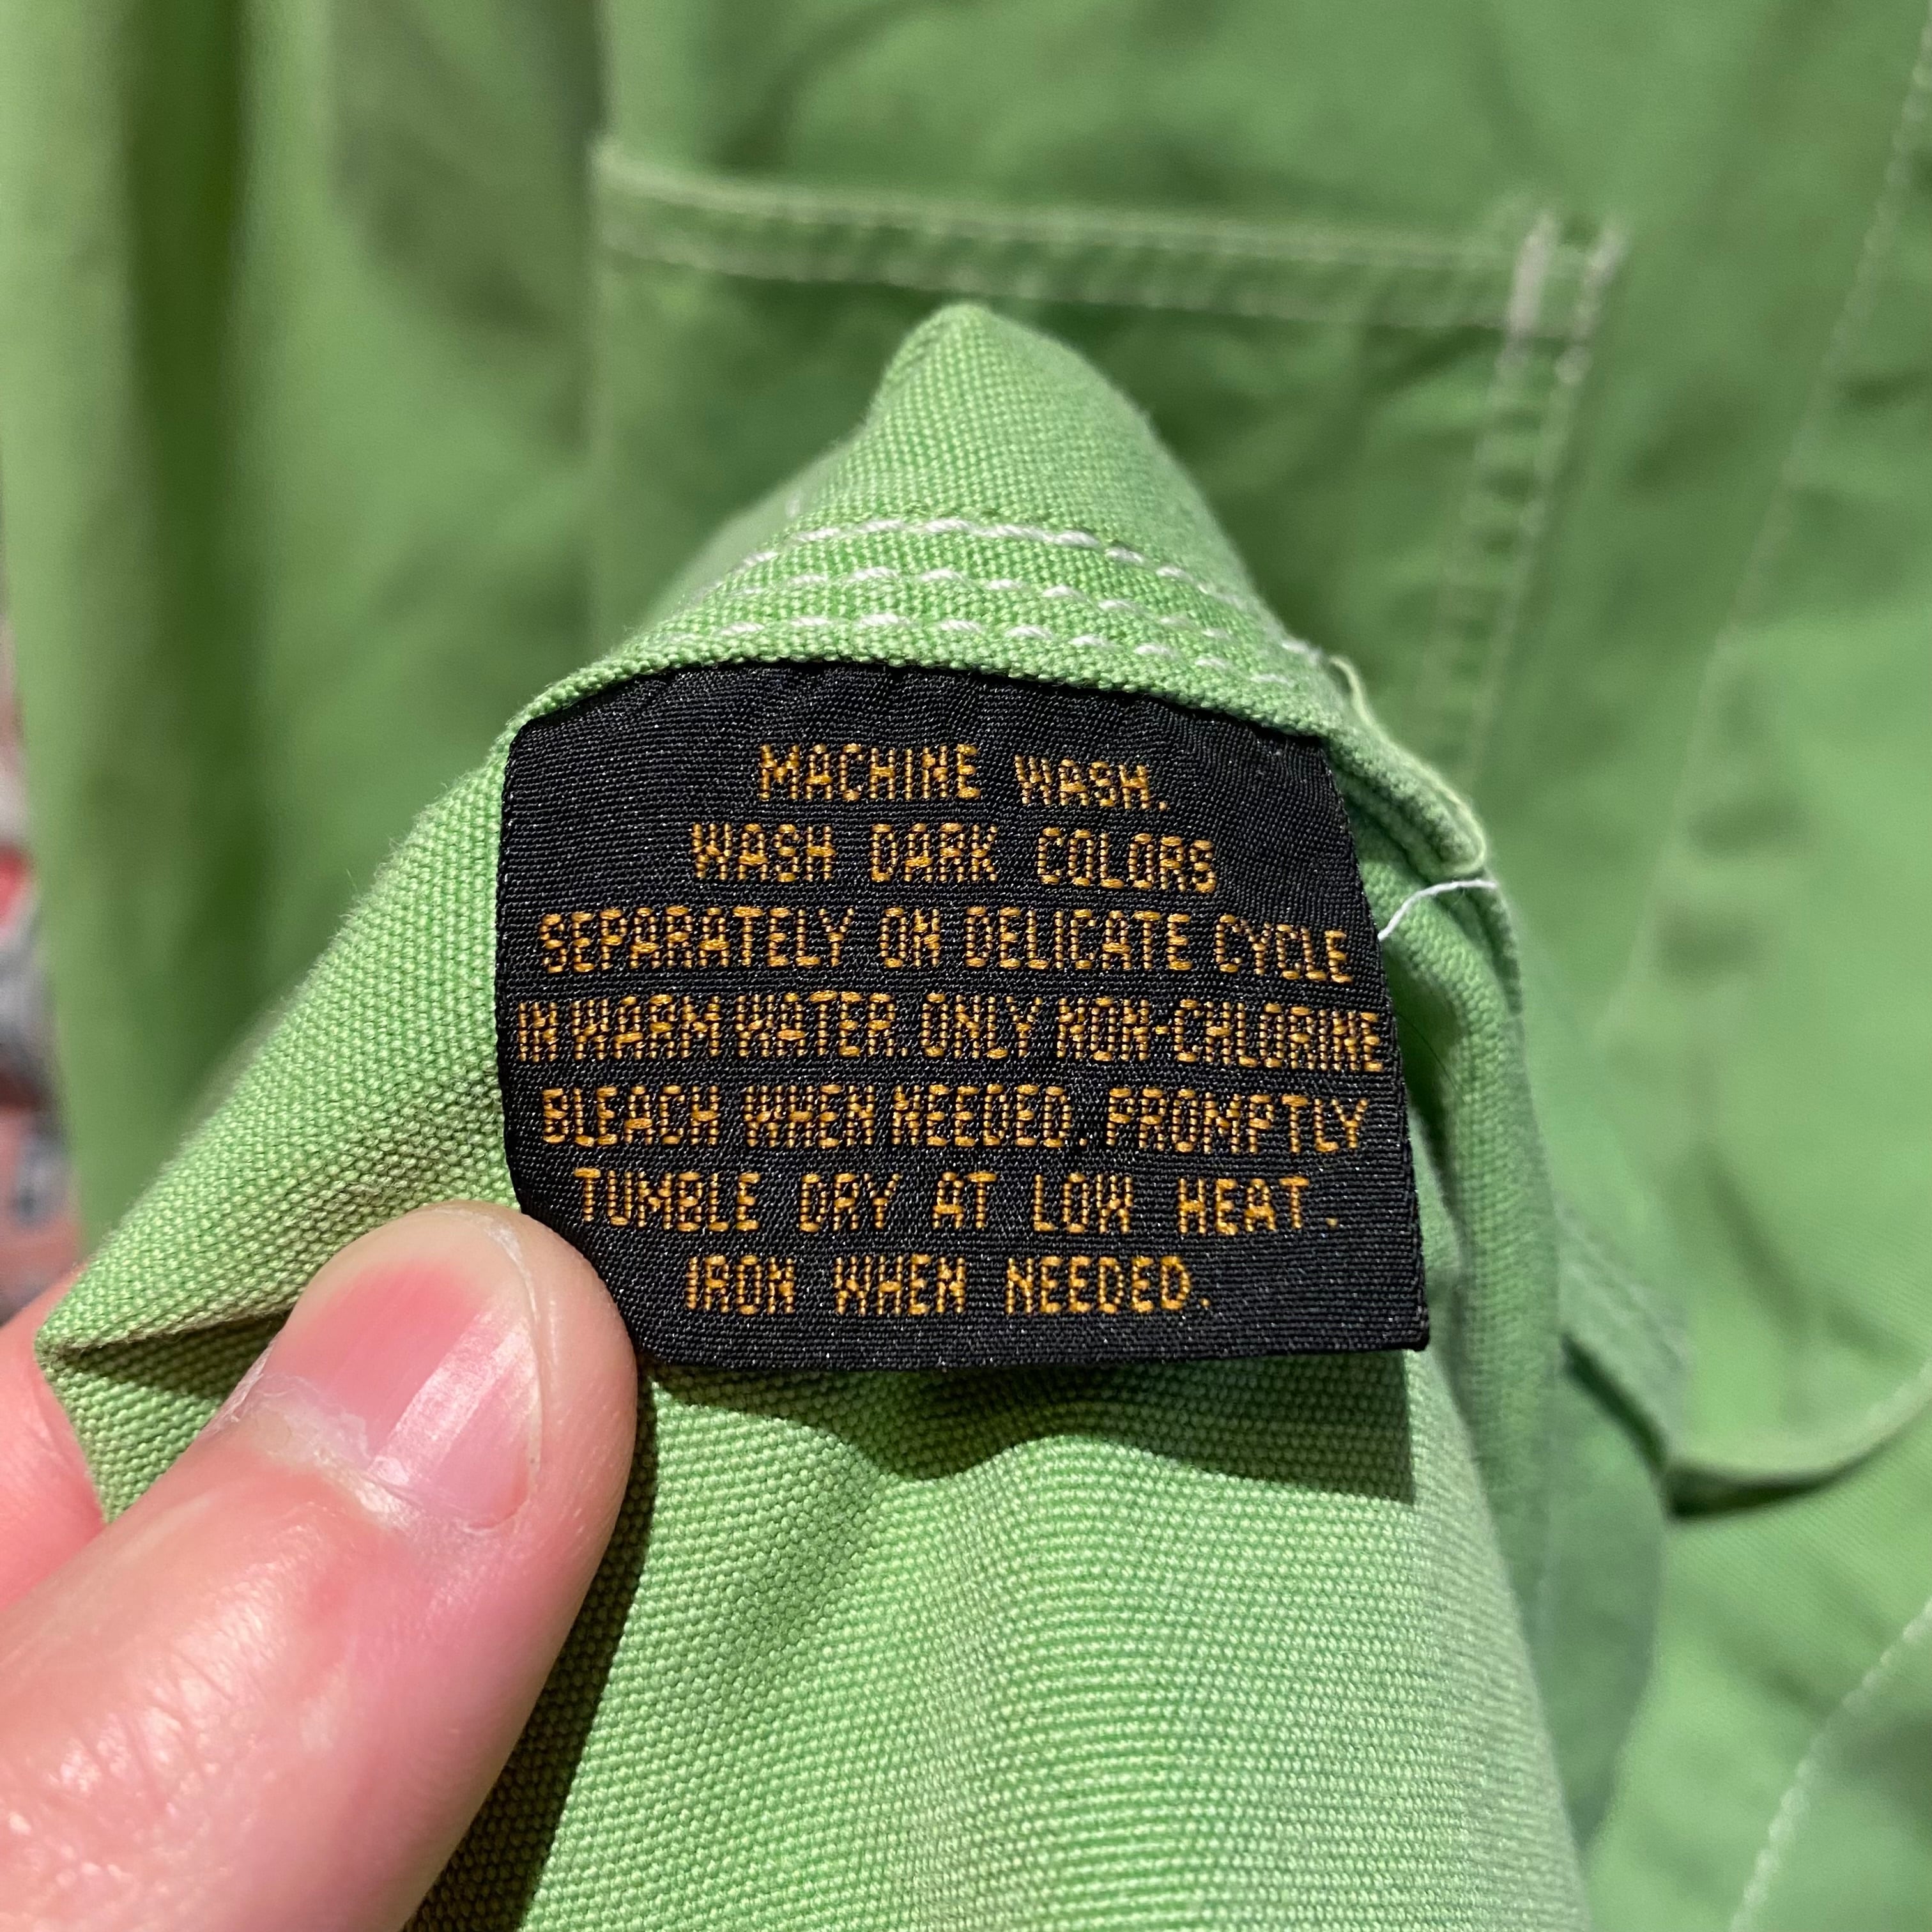 MACHINE WASH.
WASH DARK COLORS
SEPARATELY ON DELICATE CYCLE
IN WARM WATER. ONLY NON-CHLORINE
BLEACH WHEN NEEDED. PROMPTLY
TUMBLE DRY AT LOW HEAT.
IRON WHEN NEEDED.